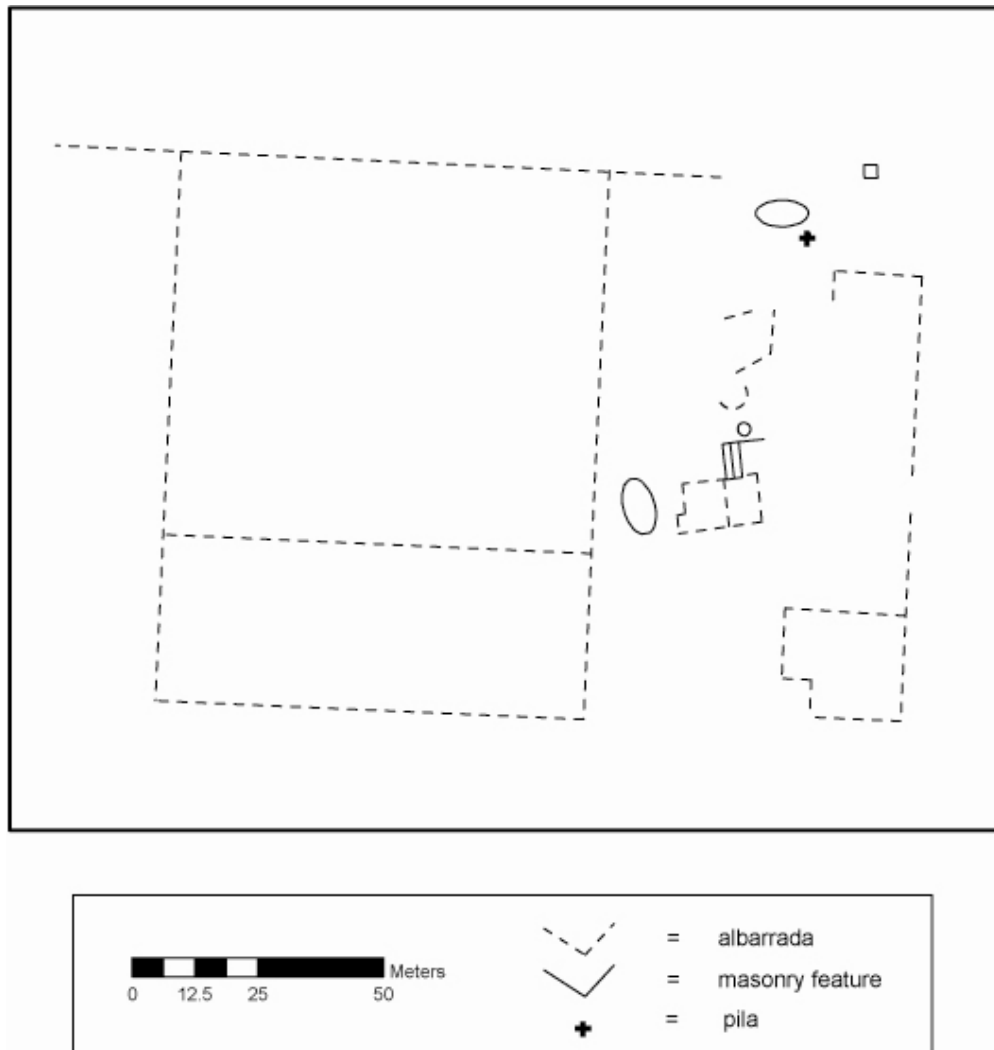 = albarrada
Meters = masonry feature
0 12.5 25 50
= pila